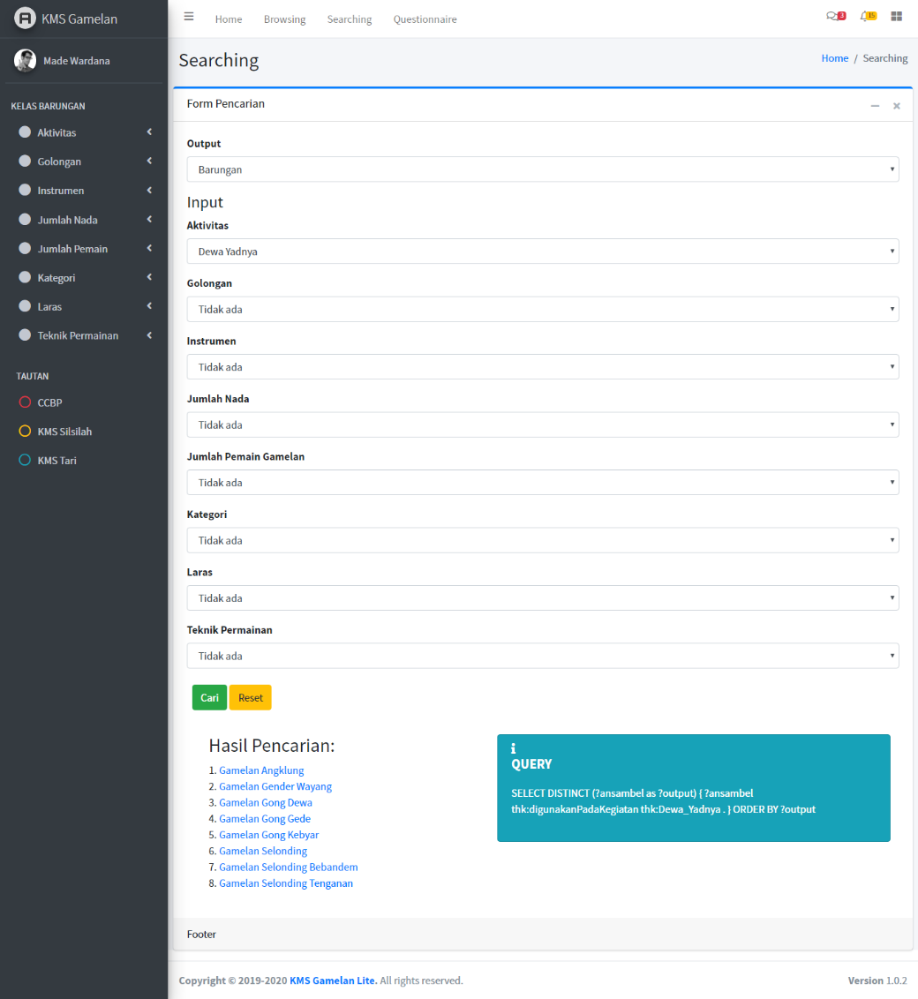 KMS Gamelan
Home Browsing Searching Questionnaire
3 15
Made Wardana
Searching
Home / Searching
KELAS BARUNGAN
Aktivitas
Golongan
Instrumen
Jumlah Nada
Jumlah Pemain
Kategori
Laras
Teknik Permainan
TAUTAN
CCBP
KMS Silsilah
KMS Tari
Form Pencarian
Output
Barungan
Input
Aktivitas
Dewa Yadnya
Golongan
Tidak ada
Instrumen
Tidak ada
Jumlah Nada
Tidak ada
Jumlah Pemain Gamelan
Tidak ada
Kategori
Tidak ada
Laras
Tidak ada
Teknik Permainan
Tidak ada
Cari Reset
Hasil Pencarian:
1. Gamelan Angklung
2. Gamelan Gender Wayang
3. Gamelan Gong Dewa
4. Gamelan Gong Gede
5. Gamelan Gong Kebyar
6. Gamelan Selonding
7. Gamelan Selonding Bebandem
8. Gamelan Selonding Tenganan
QUERY
SELECT DISTINCT (?ansambel as ?output) { ?ansambel
thk:digunakanPadaKegiatan thk:Dewa_Yadnya . } ORDER BY ?output
Footer
Copyright © 2019-2020 KMS Gamelan Lite. All rights reserved.
Version 1.0.2